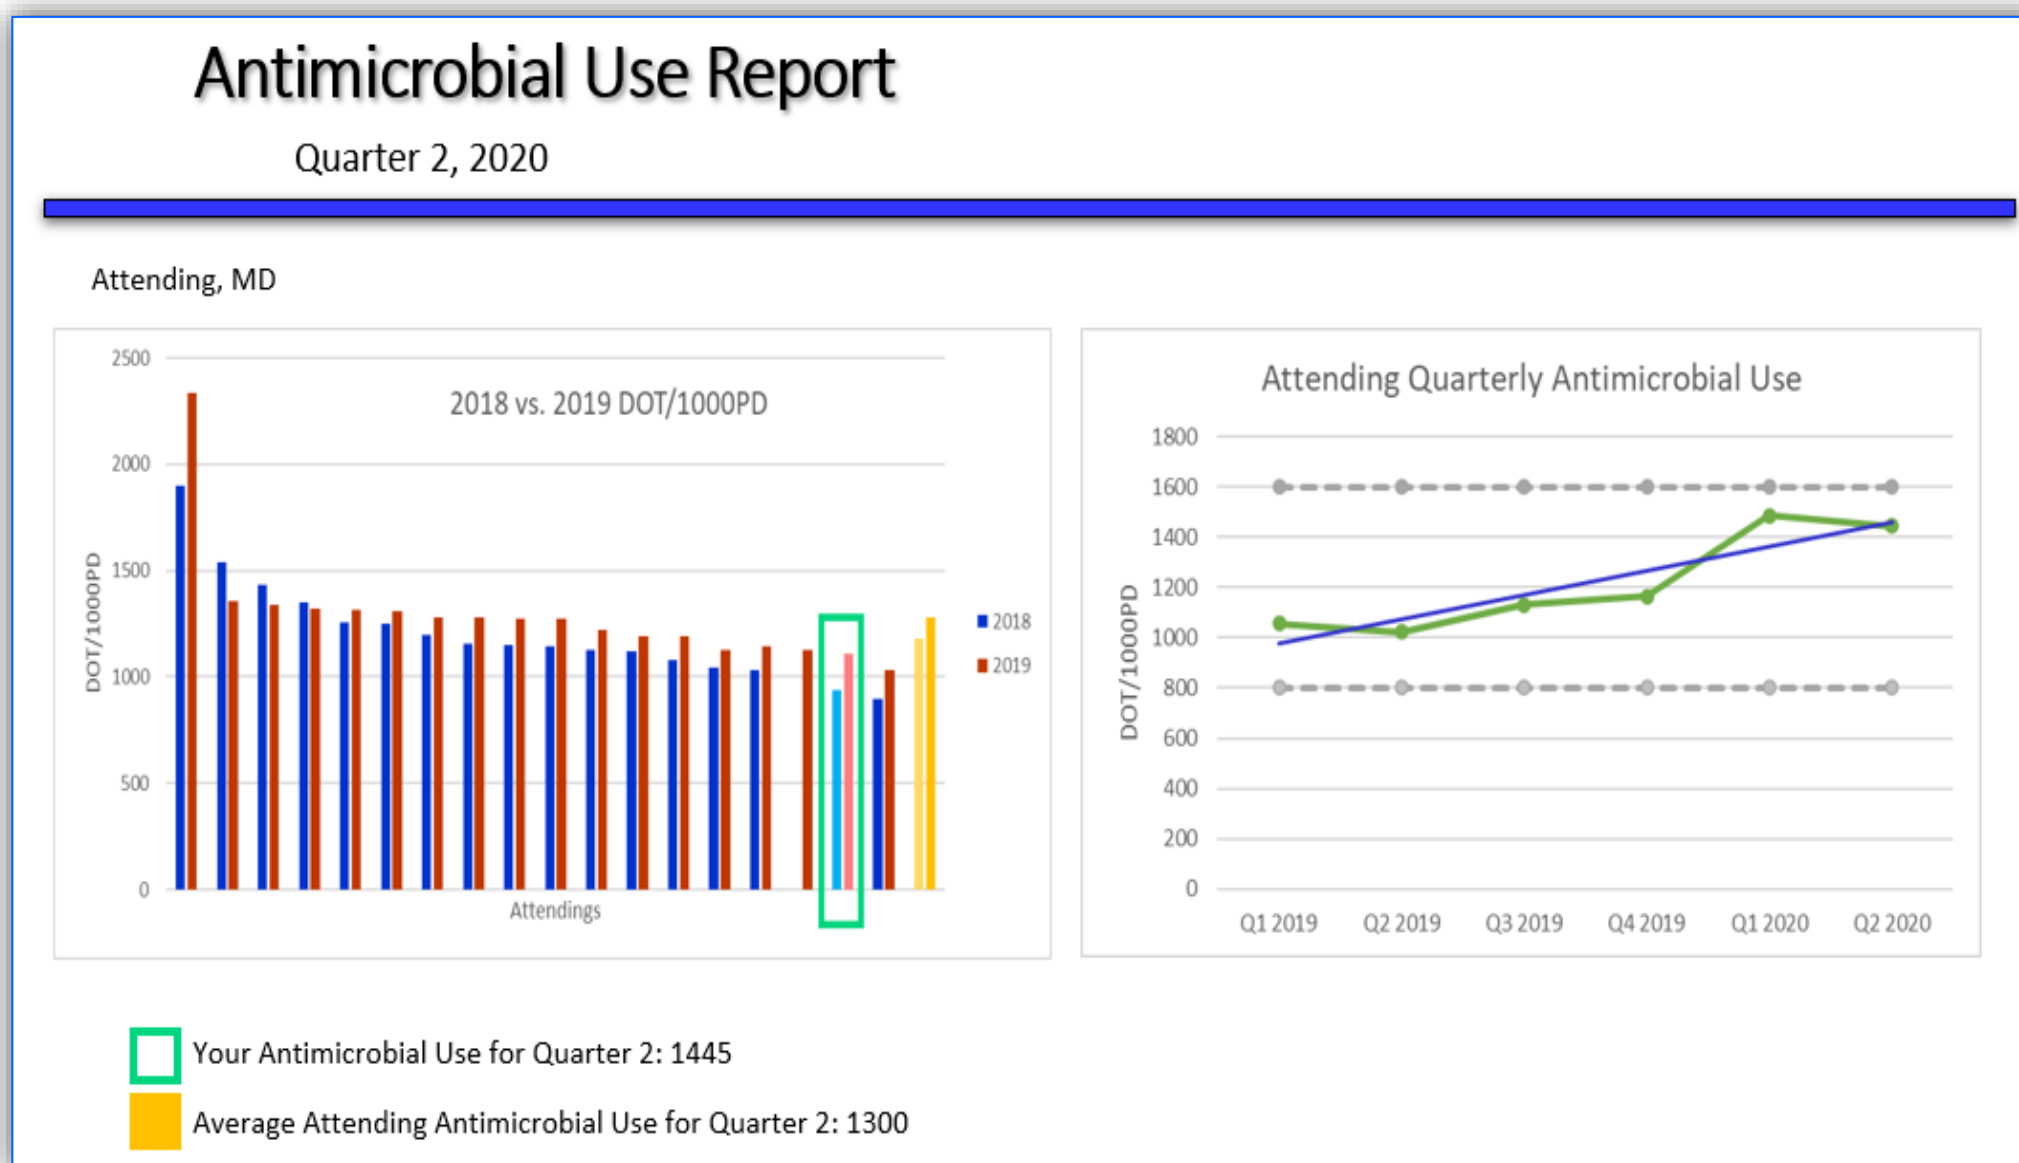 Antimicrobial Use Report
Quarter 2, 2020
Attending, MD
2018 vs. 2019 DOT/1000PD
DOT/1000PD
2500
2000
1500
1000
500
0
Attendings
2018
2019
Attending Quarterly Antimicrobial Use
DOT/1000PD
1800
1600
1400
1200
1000
800
600
400
200
0
Q1 2019 Q2 2019 Q3 2019 Q4 2019 Q1 2020 Q2 2020
Your Antimicrobial Use for Quarter 2: 1445
Average Attending Antimicrobial Use for Quarter 2: 1300